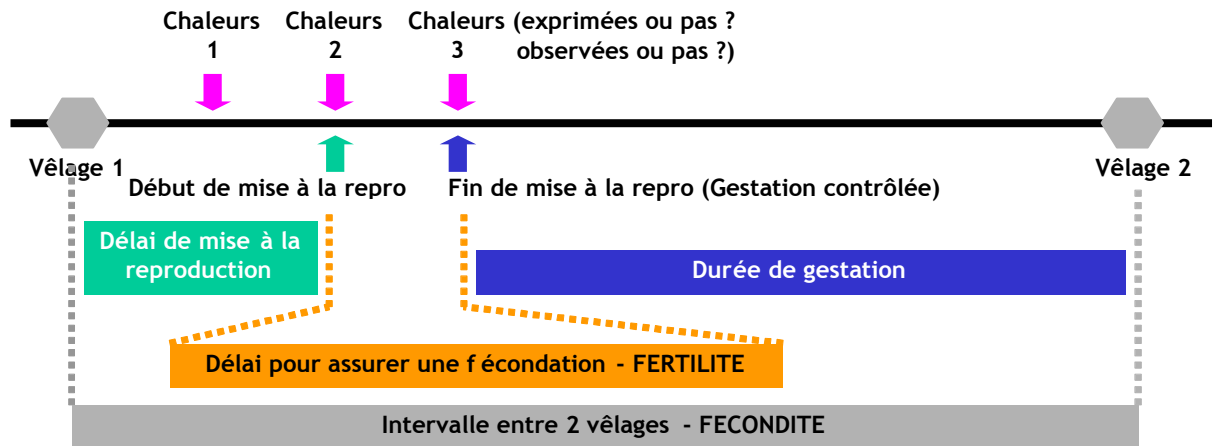 Chaleurs
1
Chaleurs
2
Chaleurs (exprimées ou pas ?
3 observées ou pas ?)
Vêlage 1
Vêlage 2
Début de mise à la repro
Fin de mise à la repro (Gestation contrôlée)
Délai de mise à la
reproduction
Durée de gestation
Délai pour assurer une fécondation - FERTILITE
Intervalle entre 2 vêlages - FECONDITE